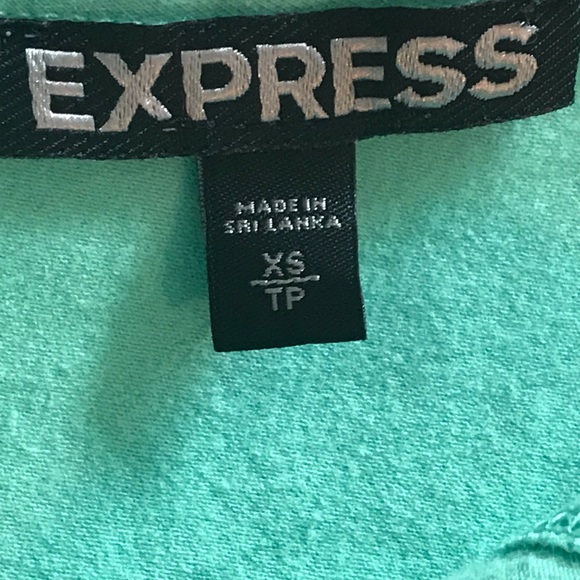 EXPRESS
MADE IN
SRI LANKA
XS
TP